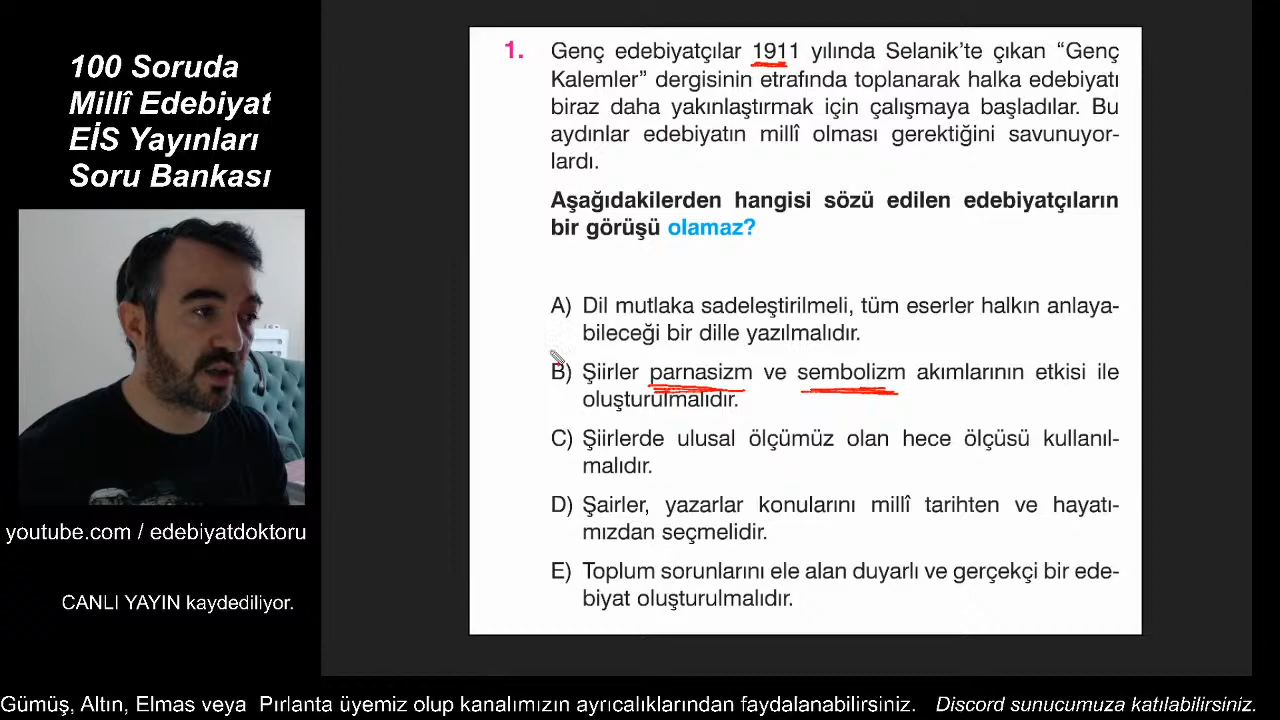 100 Soruda
Millî Edebiyat
EİS Yayınları
Soru Bankası
youtube.com / edebiyatdoktoru
CANLI YAYIN kaydediliyor.
1. Genç edebiyatçılar 1911 yılında Selanik’te çıkan “Genç
Kalemler” dergisinin etrafında toplanarak halka edebiyatı
biraz daha yakınlaştırmak için çalışmaya başladılar. Bu
aydınlar edebiyatın millî olması gerektiğini savunuyor-
lardı.
Aşağıdakilerden hangisi sözü edilen edebiyatçıların
bir görüşü olamaz?
A) Dil mutlaka sadeleştirilmeli, tüm eserler halkın anlaya-
bileceği bir dille yazılmalıdır.
B) Şiirler parnasizm ve sembolizm akımlarının etkisi ile
oluşturulmalıdır.
C) Şiirlerde ulusal ölçümüz olan hece ölçüsü kullanıl-
malıdır.
D) Şairler, yazarlar konularını millî tarihten ve hayatı-
mızdan seçmelidir.
E) Toplum sorunlarını ele alan duyarlı ve gerçekçi bir ede-
biyat oluşturulmalıdır.
Gümüş, Altın, Elmas veya Pırlanta üyemiz olup kanalımızın ayrıcalıklarından faydalanabilirsiniz. Discord sunucumuza katılabilirsiniz.